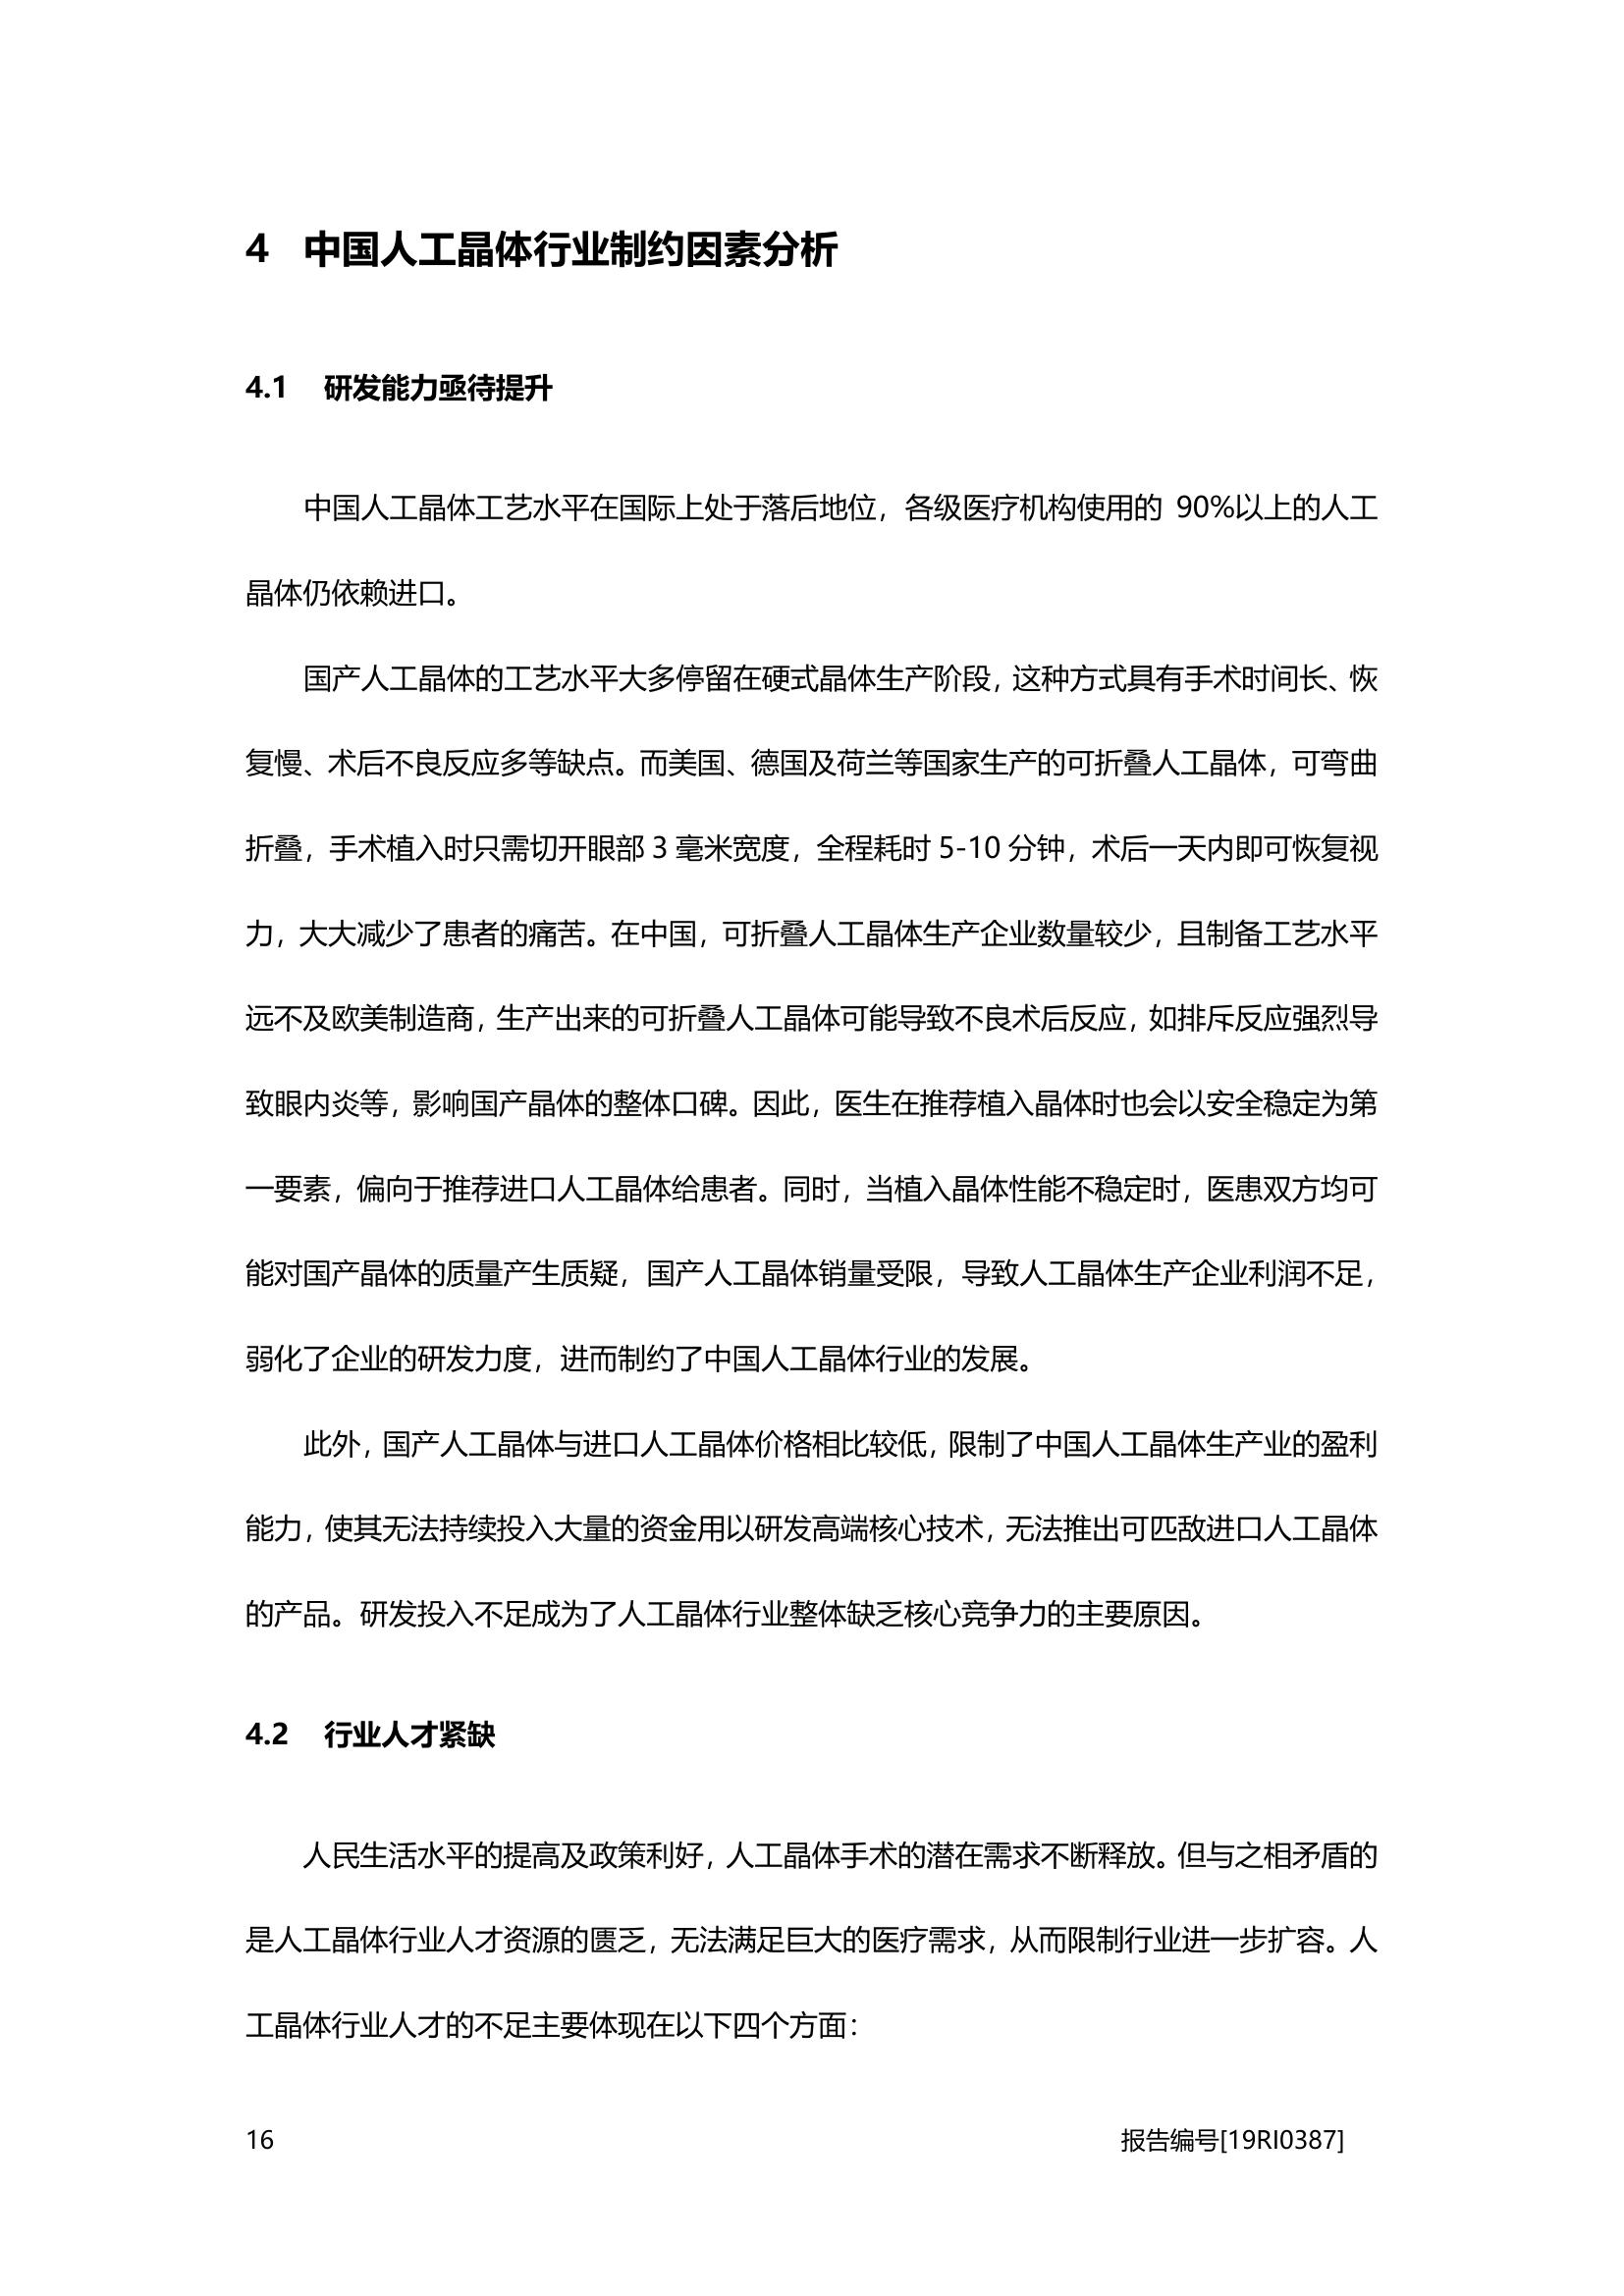 4 中国人工晶体行业制约因素分析
4.1 研发能力亟待提升
中国人工晶体工艺水平在国际上处于落后地位，各级医疗机构使用的 90%以上的人工
晶体仍依赖进口。
国产人工晶体的工艺水平大多停留在硬式晶体生产阶段，这种方式具有手术时间长、恢
复慢、术后不良反应多等缺点。而美国、德国及荷兰等国家生产的可折叠人工晶体，可弯曲
折叠，手术植入时只需切开眼部 3 毫米宽度，全程耗时 5-10 分钟，术后一天内即可恢复视
力，大大减少了患者的痛苦。在中国，可折叠人工晶体生产企业数量较少，且制备工艺水平
远不及欧美制造商，生产出来的可折叠人工晶体可能导致不良术后反应，如排斥反应强烈导
致眼内炎等，影响国产晶体的整体口碑。因此，医生在推荐植入晶体时也会以安全稳定为第
一要素，偏向于推荐进口人工晶体给患者。同时，当植入晶体性能不稳定时，医患双方均可
能对国产晶体的质量产生质疑，国产人工晶体销量受限，导致人工晶体生产企业利润不足，
弱化了企业的研发力度，进而制约了中国人工晶体行业的发展。
此外，国产人工晶体与进口人工晶体价格相比较低，限制了中国人工晶体生产业的盈利
能力，使其无法持续投入大量的资金用以研发高端核心技术，无法推出可匹敌进口人工晶体
的产品。研发投入不足成为了人工晶体行业整体缺乏核心竞争力的主要原因。
4.2 行业人才紧缺
人民生活水平的提高及政策利好，人工晶体手术的潜在需求不断释放。但与之相矛盾的
是人工晶体行业人才资源的匮乏，无法满足巨大的医疗需求，从而限制行业进一步扩容。人
工晶体行业人才的不足主要体现在以下四个方面：
16 报告编号[19RI0387]